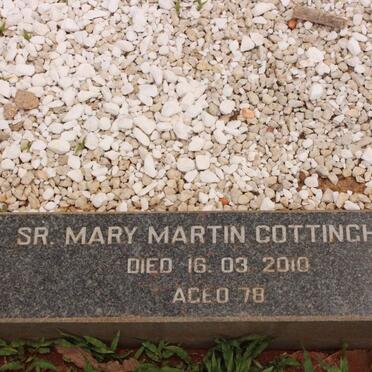 SR. MARY MARTIN COTTINGH
DIED 16. 03. 2010
AGED 78